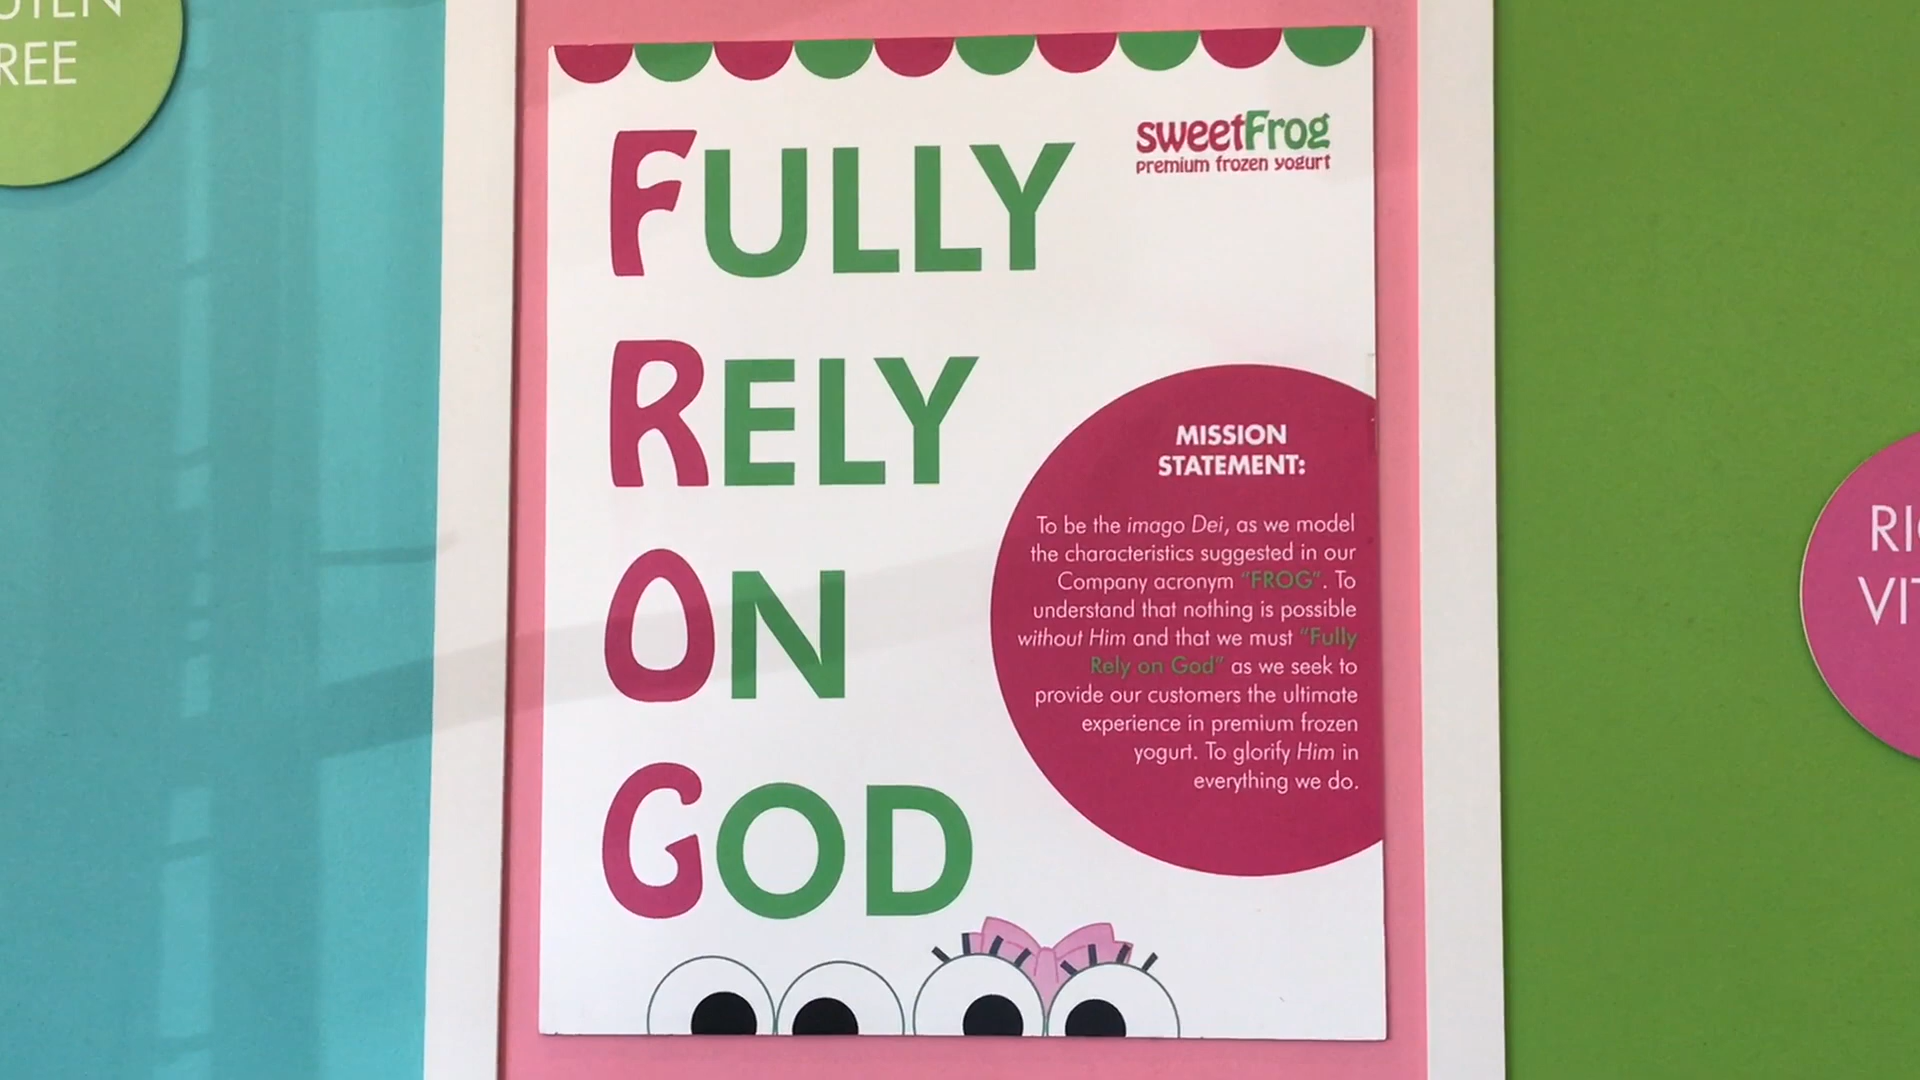 REE
sweetFrog
premium frozen yogurt
FULLY
RELY
ON
GOD
MISSION
STATEMENT:
To be the imago Dei, as we model
the characteristics suggested in our
Company acronym "FROG". To
understand that nothing is possible
without Him and that we must "Fully
Rely on God" as we seek to
provide our customers the ultimate
experience in premium frozen
yogurt. To glorify Him in
everything we do.
RI
VIT